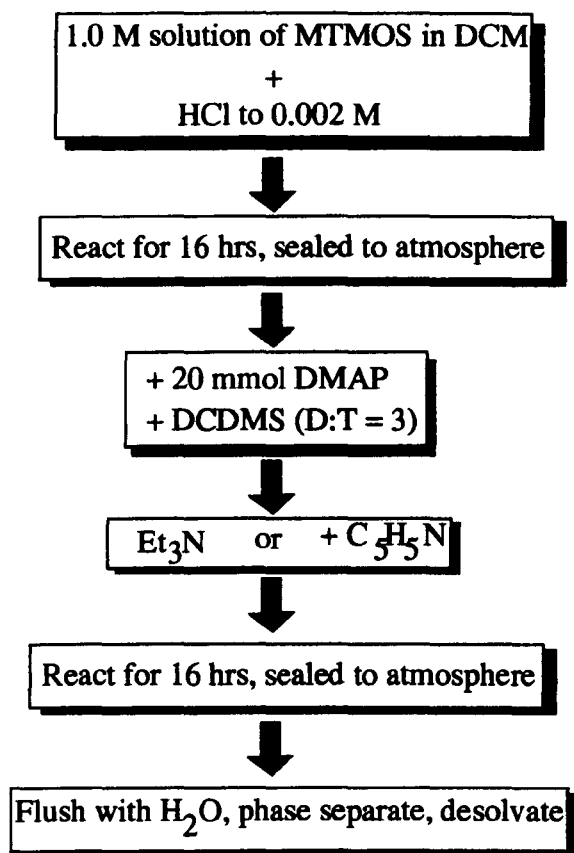 1.0 M solution of MTMOS in DCM
+
HCl to 0.002 M
React for 16 hrs, sealed to atmosphere
+ 20 mmol DMAP
+ DCDMS (D:T = 3)
Et₃N or + C₅H₅N
React for 16 hrs, sealed to atmosphere
Flush with H₂O, phase separate, desolvate